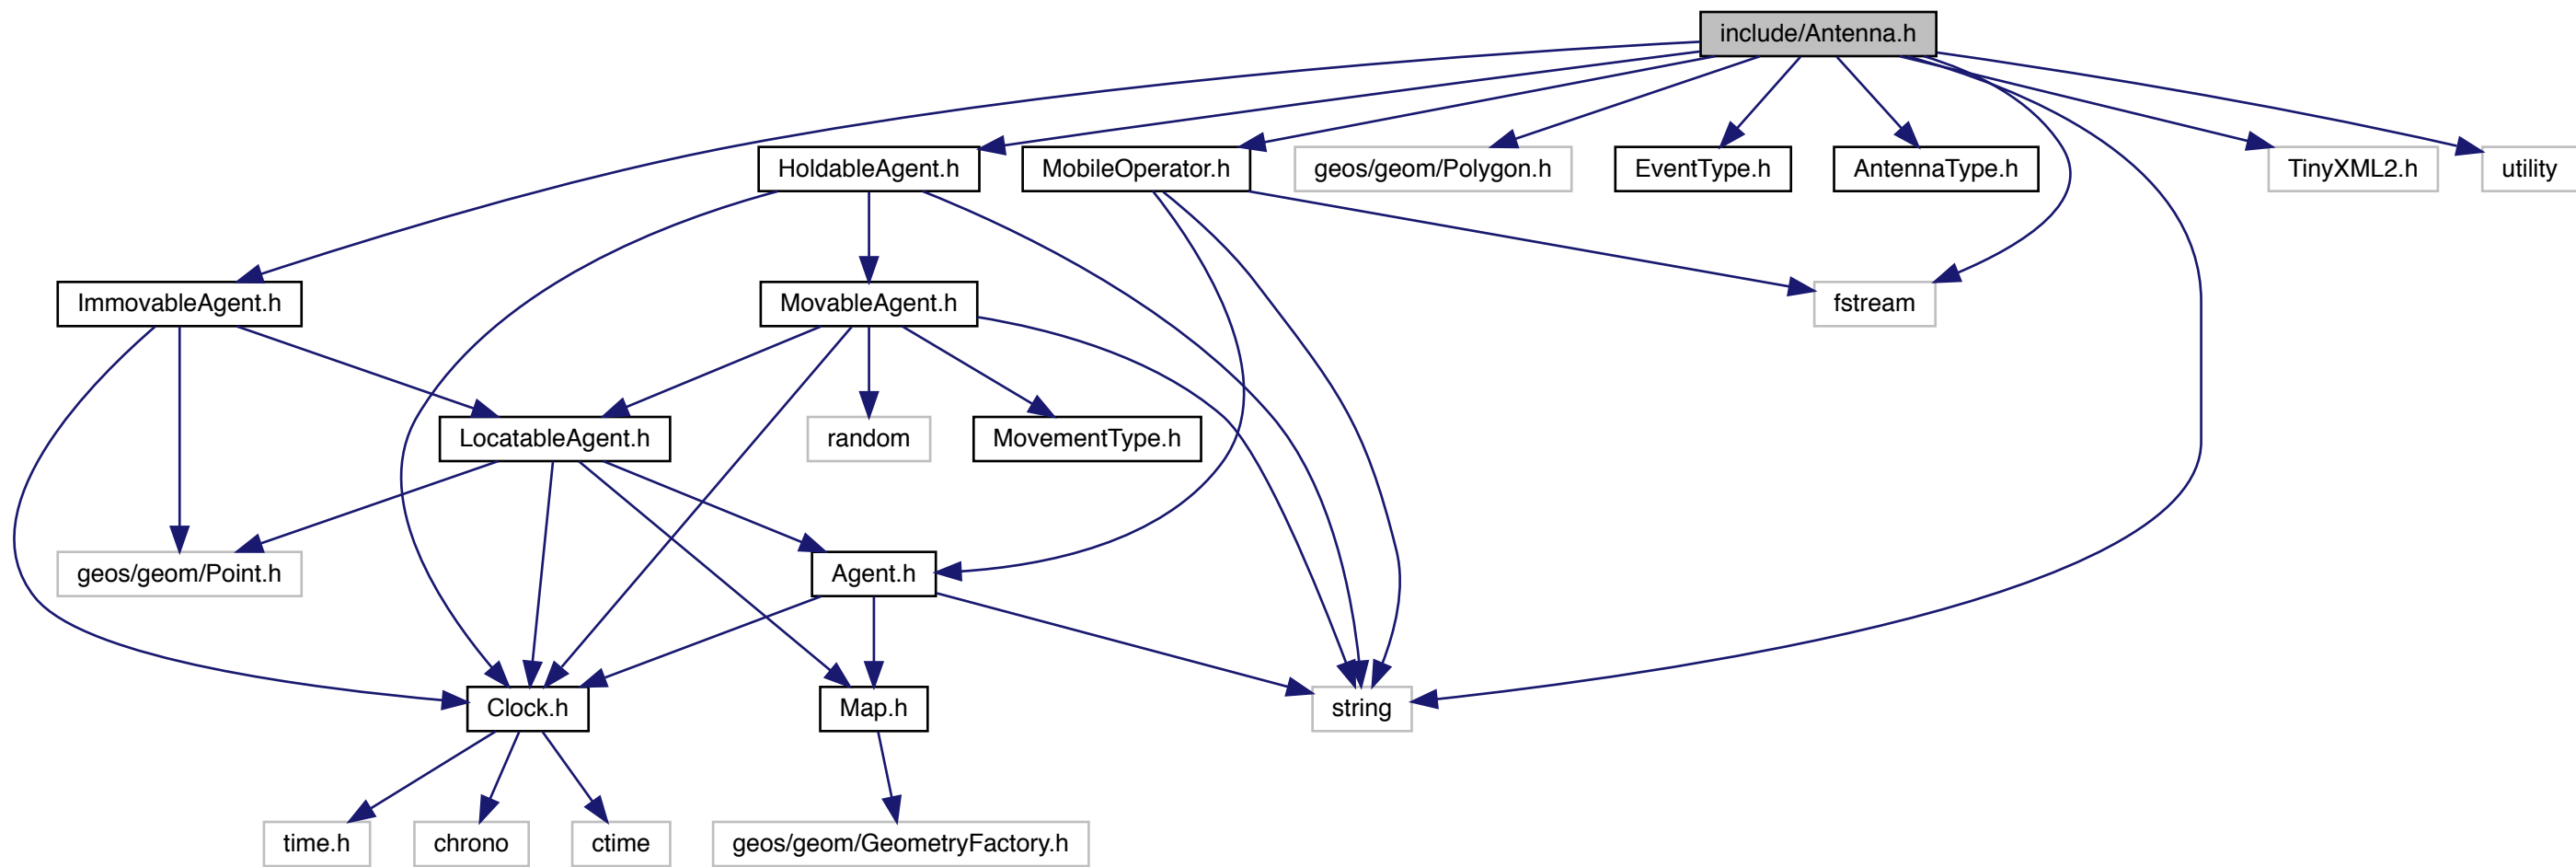 include/Antenna.h
HoldableAgent.h
MobileOperator.h
geos/geom/Polygon.h
EventType.h
AntennaType.h
TinyXML2.h
utility
ImmovableAgent.h
MovableAgent.h
fstream
LocatableAgent.h
random
MovementType.h
geos/geom/Point.h
Agent.h
Clock.h
Map.h
string
time.h
chrono
ctime
geos/geom/GeometryFactory.h